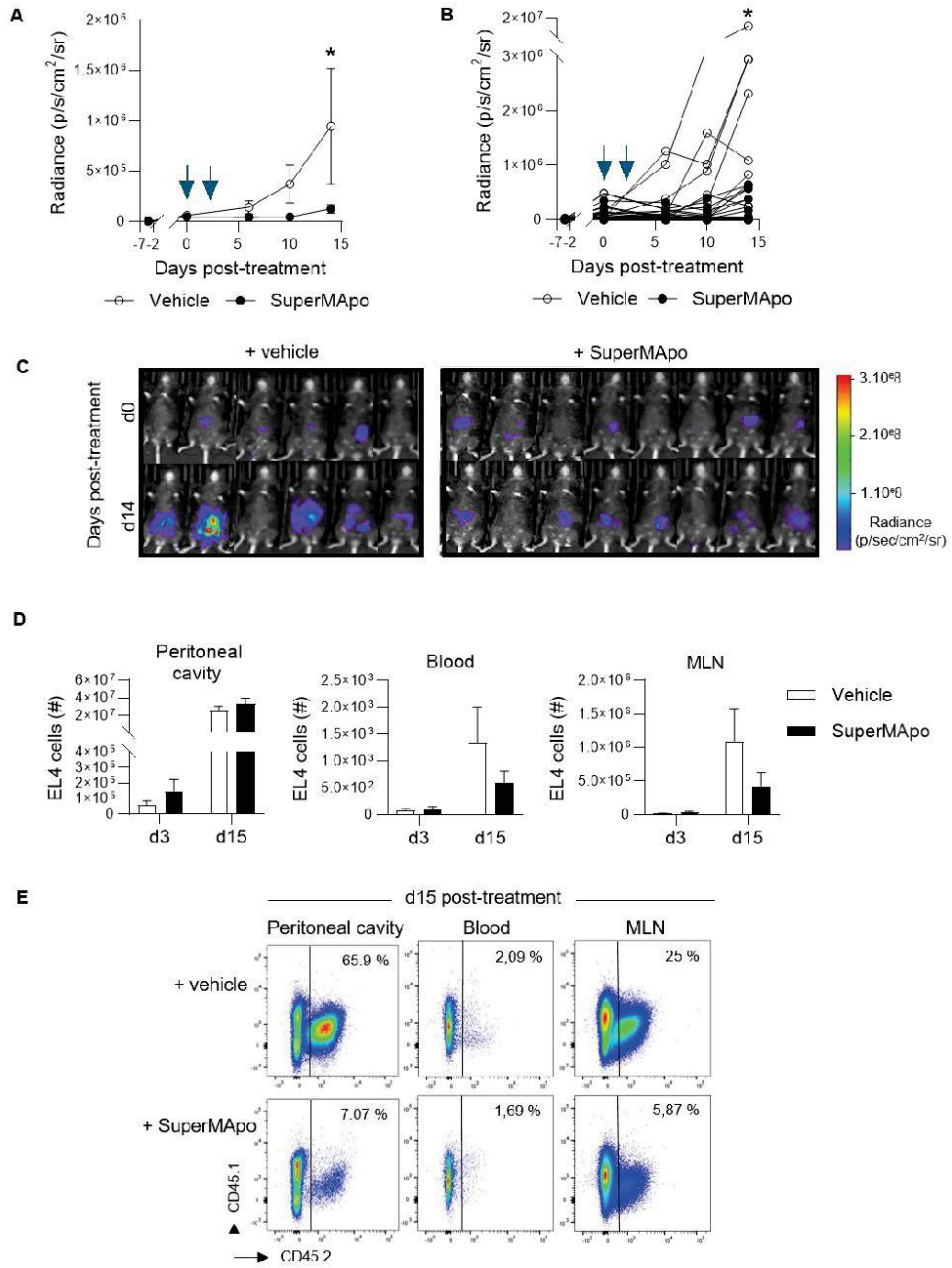 A
Radiance (p/s/cm²/sr)
2×10⁶
1.5×10⁶
1×10⁶
5×10⁵
0
*
-7 -2 0 5 10 15
Days post-treatment
Vehicle SuperMApo
B
Radiance (p/s/cm²/sr)
2×10⁷
3×10⁶
2×10⁶
1×10⁶
0
*
-7 -2 0 5 10 15
Days post-treatment
Vehicle SuperMApo
C
+ vehicle
+ SuperMApo
Days post-treatment
d0
d14
3.10ᵉ⁸
2.10ᵉ⁸
1.10ᵉ⁸
Radiance
(p/sec/cm²/sr)
D
Peritoneal
cavity
EL4 cells (#)
6×10⁷
4×10⁷
2×10⁷
4×10⁵
3×10⁵
2×10⁵
1×10⁵
0
d3 d15
Blood
EL4 cells (#)
2.5×10³
2.0×10³
1.5×10³
1.0×10³
5.0×10²
0
d3 d15
MLN
EL4 cells (#)
2.0×10⁶
1.5×10⁶
1.0×10⁶
5.0×10⁵
0
d3 d15
Vehicle
SuperMApo
E
d15 post-treatment
Peritoneal cavity Blood MLN
+ vehicle
65.9 % 2,09 % 25 %
+ SuperMApo
7.07 % 1,69 % 5,87 %
CD45.1
CD45.2